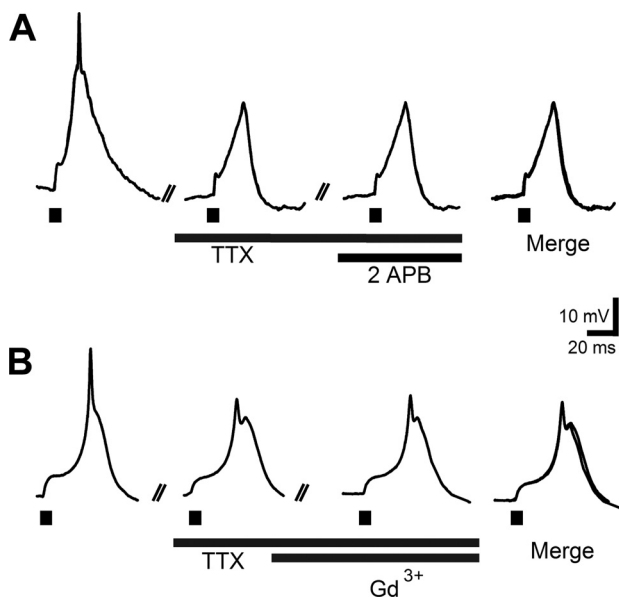 A
TTX
2 APB
Merge
10 mV
20 ms
B
TTX
Gd 3+
Merge